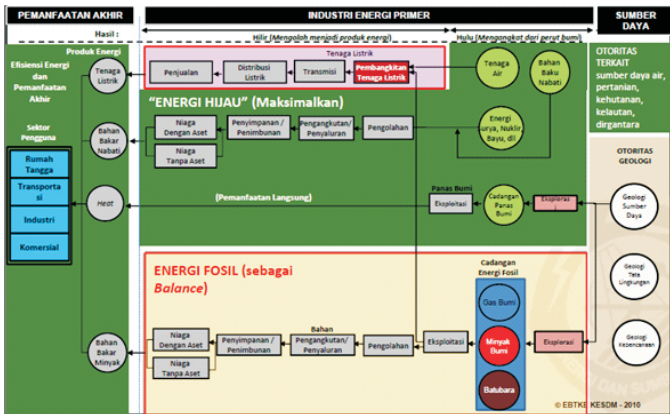 PEMANFAATAN AKHIR
INDUSTRI ENERGI PRIMER
SUMBER
DAYA
Hasil :
Hilir (Mengolah menjadi produk energi)
Hulu (Mengangkat dari perut bumi)
Produk Energi
Efisiensi Energi
dan
Pemanfaatan
Akhir
Tenaga
Listrik
Tenaga Listrik
Penjualan
Distribusi
Listrik
Transmisi
Pembangkitan
Tenaga Listrik
Tenaga
Air
Bahan
Baku
Nabati
OTORITAS
TERKAIT
sumber daya air,
pertanian,
kehutanan,
kelautan,
dirgantara
"ENERGI HIJAU" (Maksimalkan)
Sektor
Pengguna
Bahan
Bakar
Nabati
Niaga
Dengan Aset
Niaga
Tanpa Aset
Penyimpanan /
Penimbunan
Pengangkutan/
Penyaluran
Pengolahan
Energi
Surya, Nuklir,
Bayu, dll
Rumah
Tangga
Transporta
si
Industri
Komersial
OTORITAS
GEOLOGI
Heat
(Pemanfaatan Langsung)
Panas Bumi
Eksploitasi
Cadangan
Panas
Bumi
Eksploras
i
Geologi
Sumber
Daya
ENERGI FOSIL (sebagai
Balance)
Cadangan
Energi Fosil
Gas Bumi
Geologi
Tata
Lingkungan
Bahan
Bakar
Minyak
Niaga
Dengan Aset
Niaga
Tanpa Aset
Penyimpanan /
Penimbunan
Bahan
Pengangkutan/
Penyaluran
Pengolahan
Eksploitasi
Minyak
Bumi
Eksplorasi
Geologi
Kebencanaan
Batubara
© EBTKE KESDM - 2010